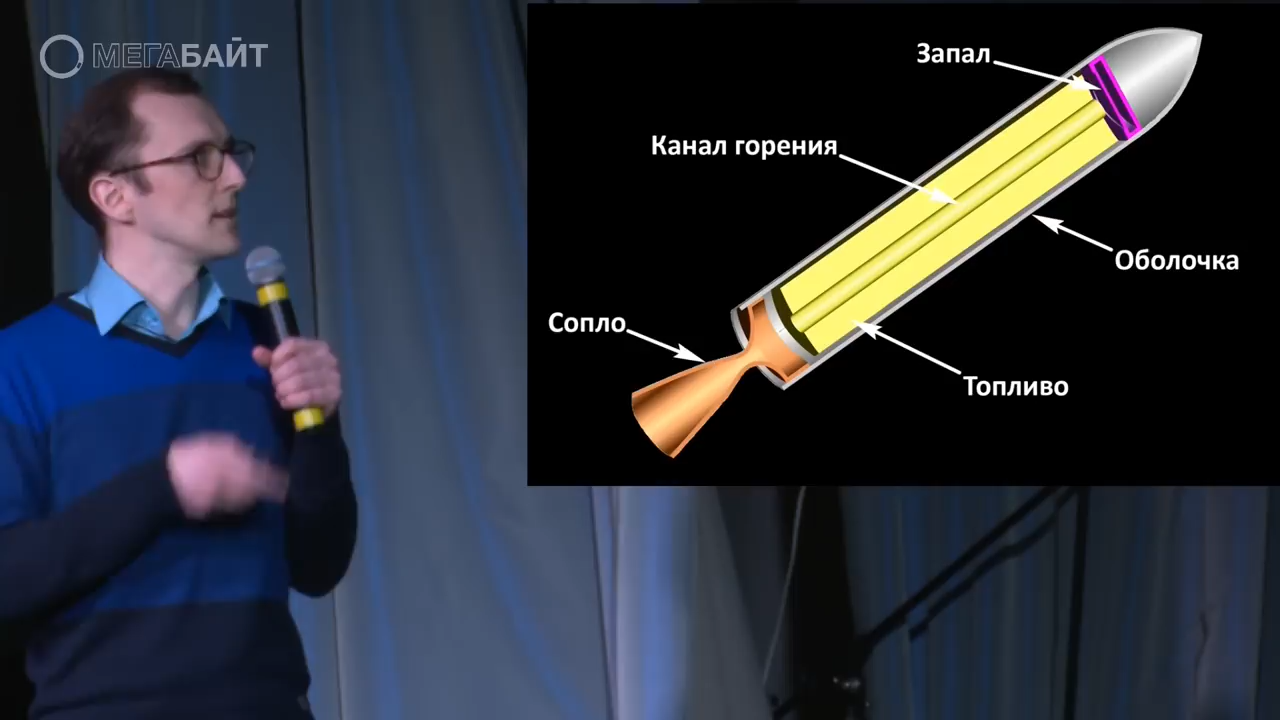 МЕГАБАЙТ
Запал
Канал горения
Оболочка
Сопло
Топливо